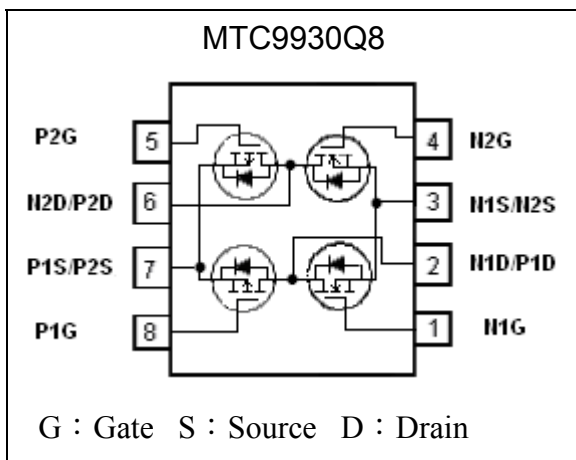 MTC9930Q8
P2G 5 4 N2G
N2D/P2D 6 3 N1S/N2S
P1S/P2S 7 2 N1D/P1D
P1G 8 1 N1G
G：Gate S：Source D：Drain